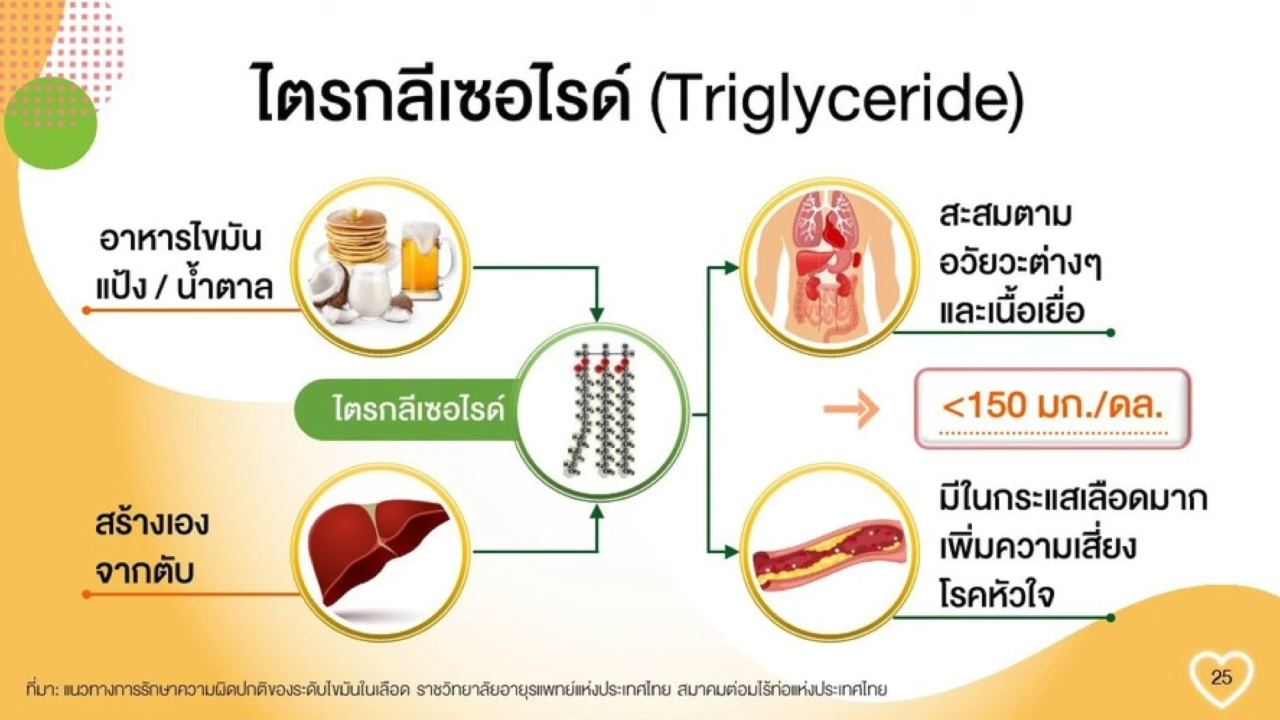 ไตรกลีเซอไรด์ (Triglyceride)
อาหารไขมัน
แป้ง / น้ำตาล
สะสมตาม
อวัยวะต่างๆ
และเนื้อเยื่อ
ไตรกลีเซอไรด์
<150 มก./ดล.
สร้างเอง
จากตับ
มีในกระแสเลือดมาก
เพิ่มความเสี่ยง
โรคหัวใจ
ที่มา: แนวทางการรักษาความผิดปกติของระดับไขมันในเลือด ราชวิทยาลัยอายุรแพทย์แห่งประเทศไทย สมาคมต่อมไร้ท่อแห่งประเทศไทย
25